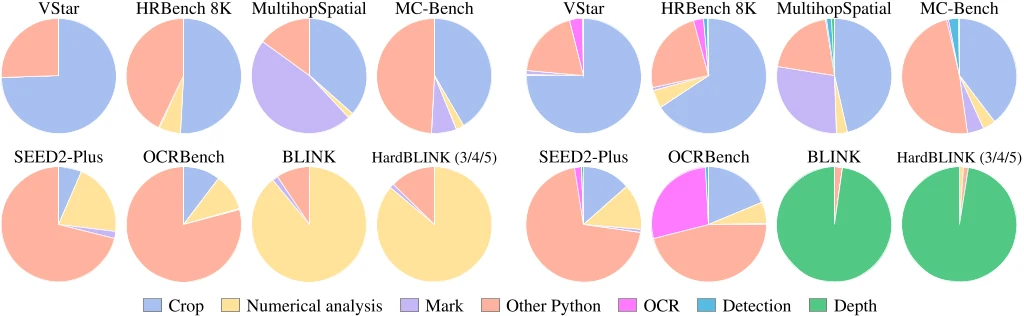 VStar HRBench 8K MultihopSpatial MC-Bench VStar HRBench 8K MultihopSpatial MC-Bench
SEED2-Plus OCRBench BLINK HardBLINK (3/4/5) SEED2-Plus OCRBench BLINK HardBLINK (3/4/5)
Crop Numerical analysis Mark Other Python OCR Detection Depth